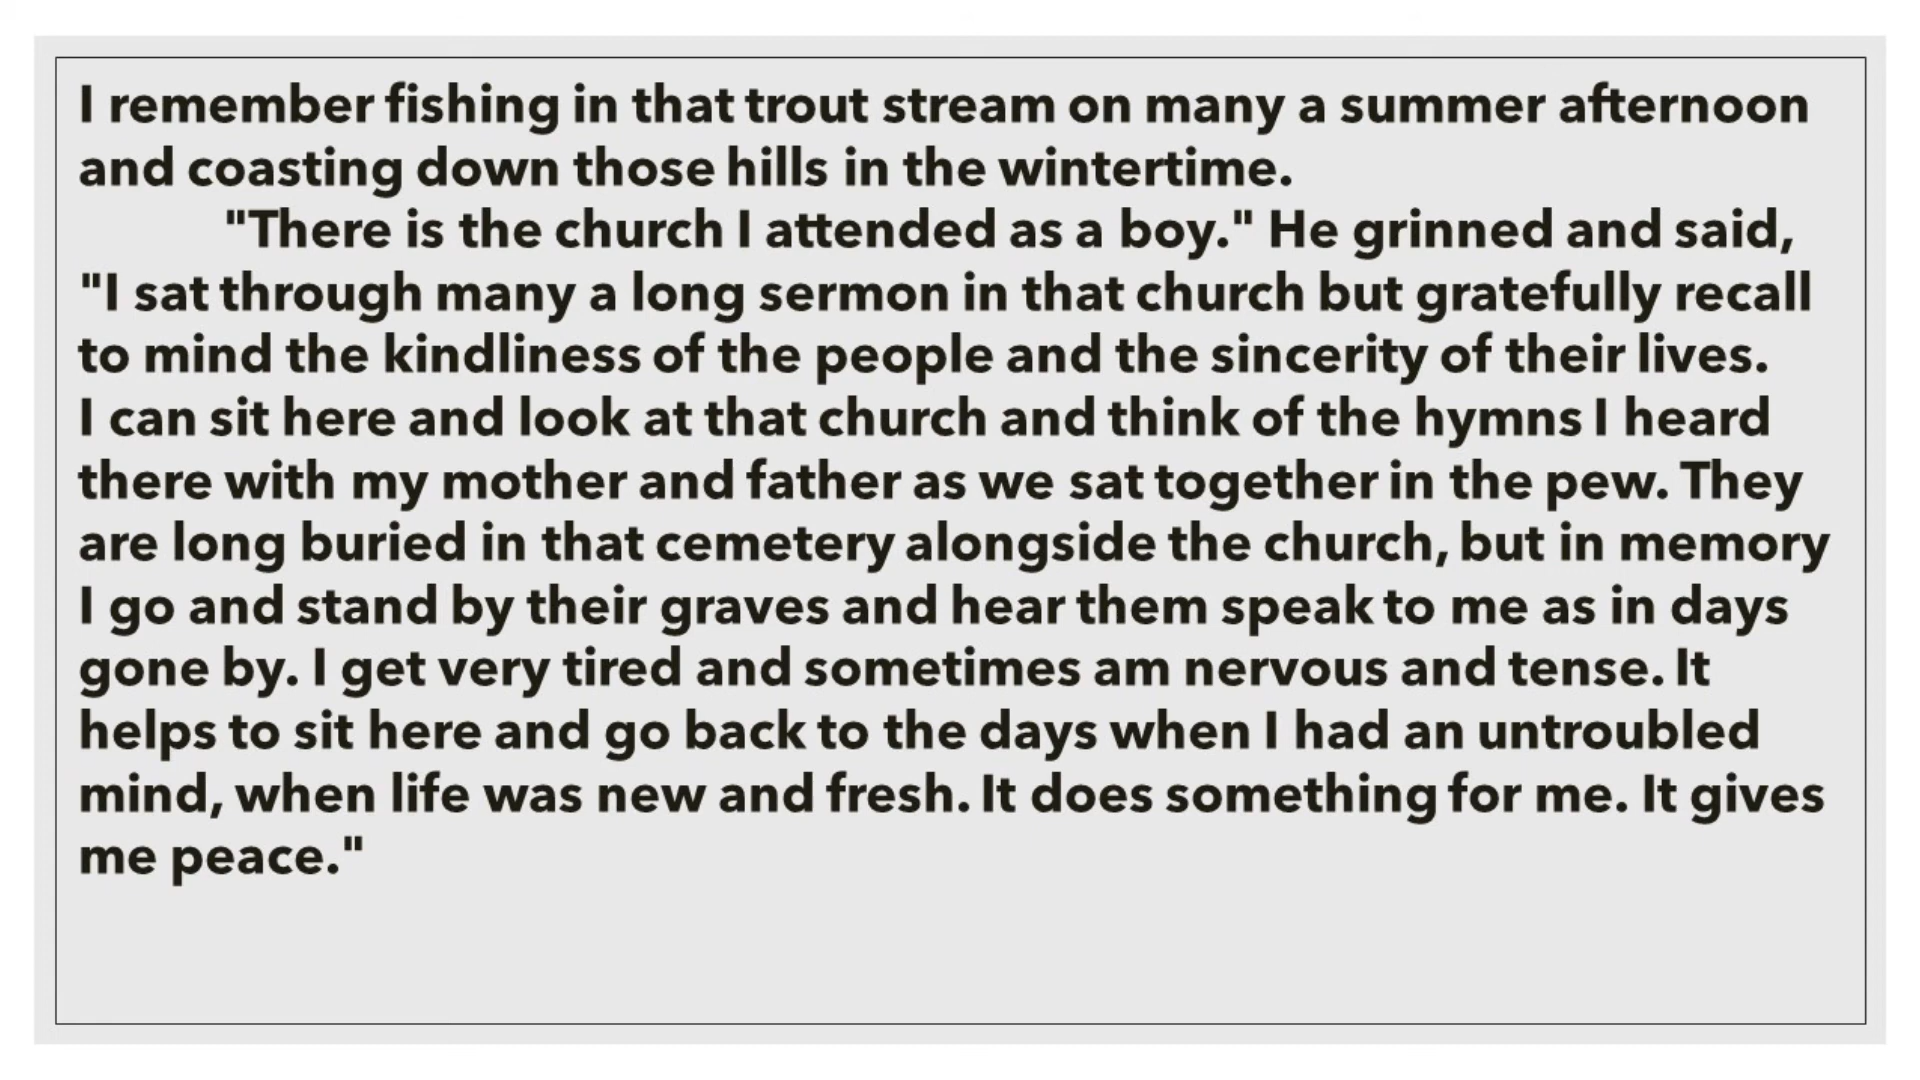 I remember fishing in that trout stream on many a summer afternoon
and coasting down those hills in the wintertime.
"There is the church I attended as a boy." He grinned and said,
"I sat through many a long sermon in that church but gratefully recall
to mind the kindliness of the people and the sincerity of their lives.
I can sit here and look at that church and think of the hymns I heard
there with my mother and father as we sat together in the pew. They
are long buried in that cemetery alongside the church, but in memory
I go and stand by their graves and hear them speak to me as in days
gone by. I get very tired and sometimes am nervous and tense. It
helps to sit here and go back to the days when I had an untroubled
mind, when life was new and fresh. It does something for me. It gives
me peace."